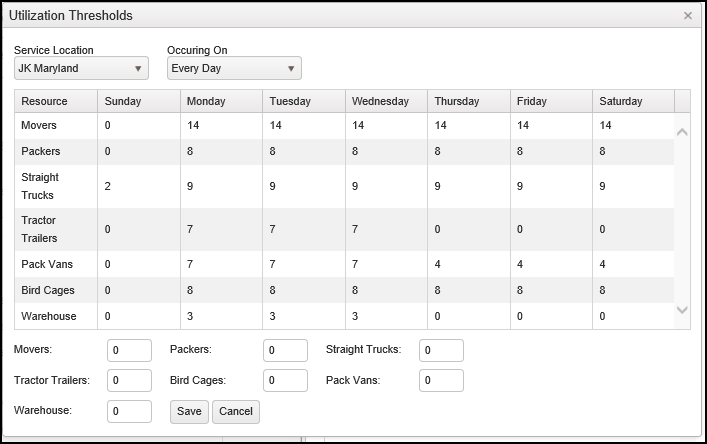 Utilization Thresholds
Service Location Occuring On
JK Maryland Every Day
Resource Sunday Monday Tuesday Wednesday Thursday Friday Saturday
Movers 0 14 14 14 14 14 14
Packers 0 8 8 8 8 8 8
Straight
Trucks 2 9 9 9 9 9 9
Tractor
Trailers 0 7 7 7 0 0 0
Pack Vans 0 7 7 7 4 4 4
Bird Cages 0 8 8 8 8 8 8
Warehouse 0 3 3 3 0 0 0
Movers: 0 Packers: 0 Straight Trucks: 0
Tractor Trailers: 0 Bird Cages: 0 Pack Vans: 0
Warehouse: 0 Save Cancel